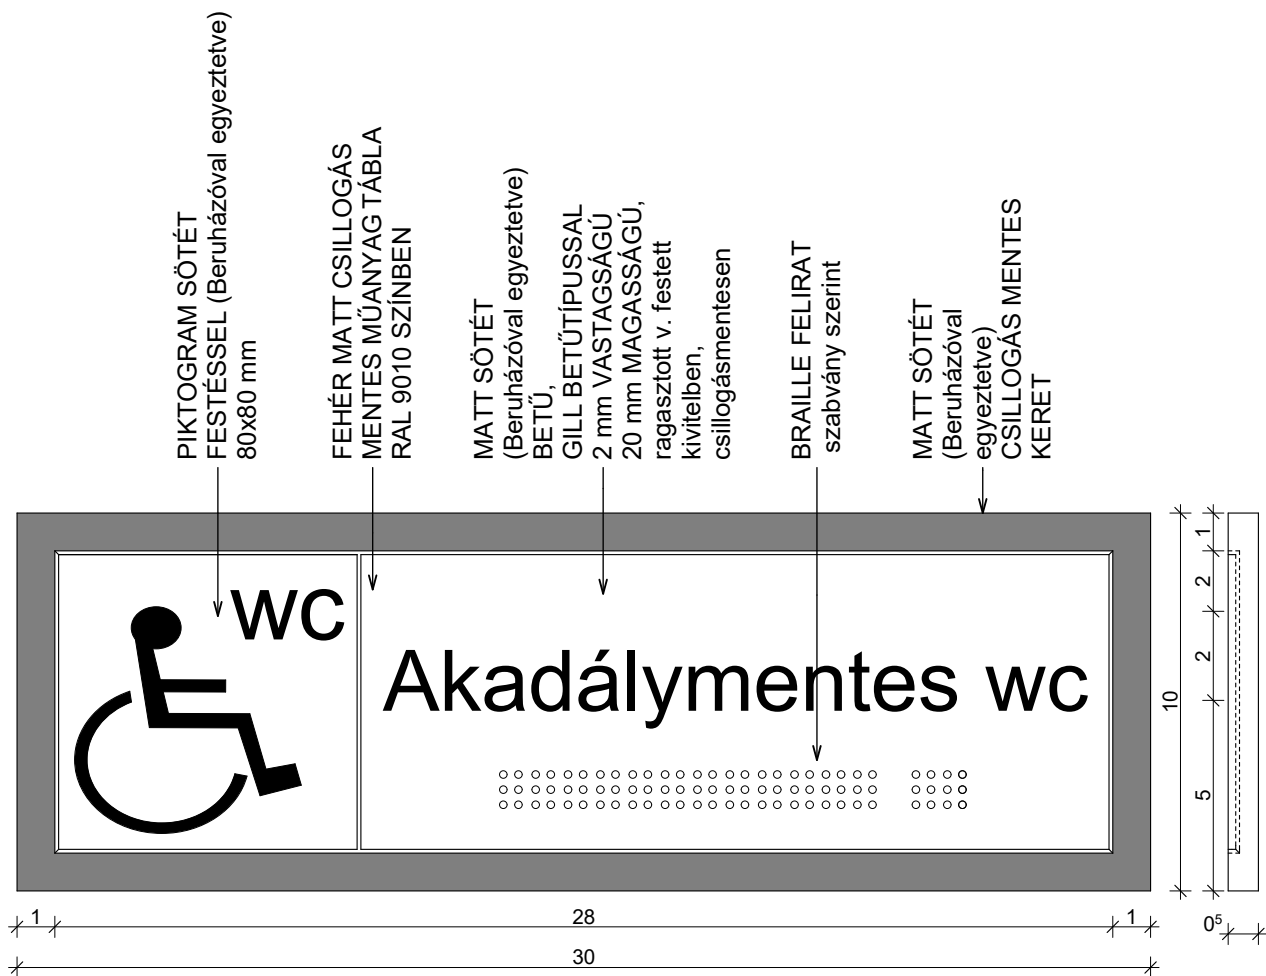 PIKTOGRAM SÖTÉT
FESTÉSSEL (Beruházóval egyeztetve)
80x80 mm
FEHÉR MATT CSILLOGÁS
MENTES MŰANYAG TÁBLA
RAL 9010 SZÍNBEN
MATT SÖTÉT
(Beruházóval egyeztetve)
BETŰ,
GILL BETŰTÍPUSSAL
2 mm VASTAGSÁGÚ
20 mm MAGASSÁGÚ,
ragasztott v. festett
kivitelben,
csillogásmentesen
BRAILLE FELIRAT
szabvány szerint
MATT SÖTÉT
(Beruházóval
egyeztetve)
CSILLOGÁS MENTES
KERET
wc
Akadálymentes wc
1
2
2
5
10
1
28
1
30
0⁵